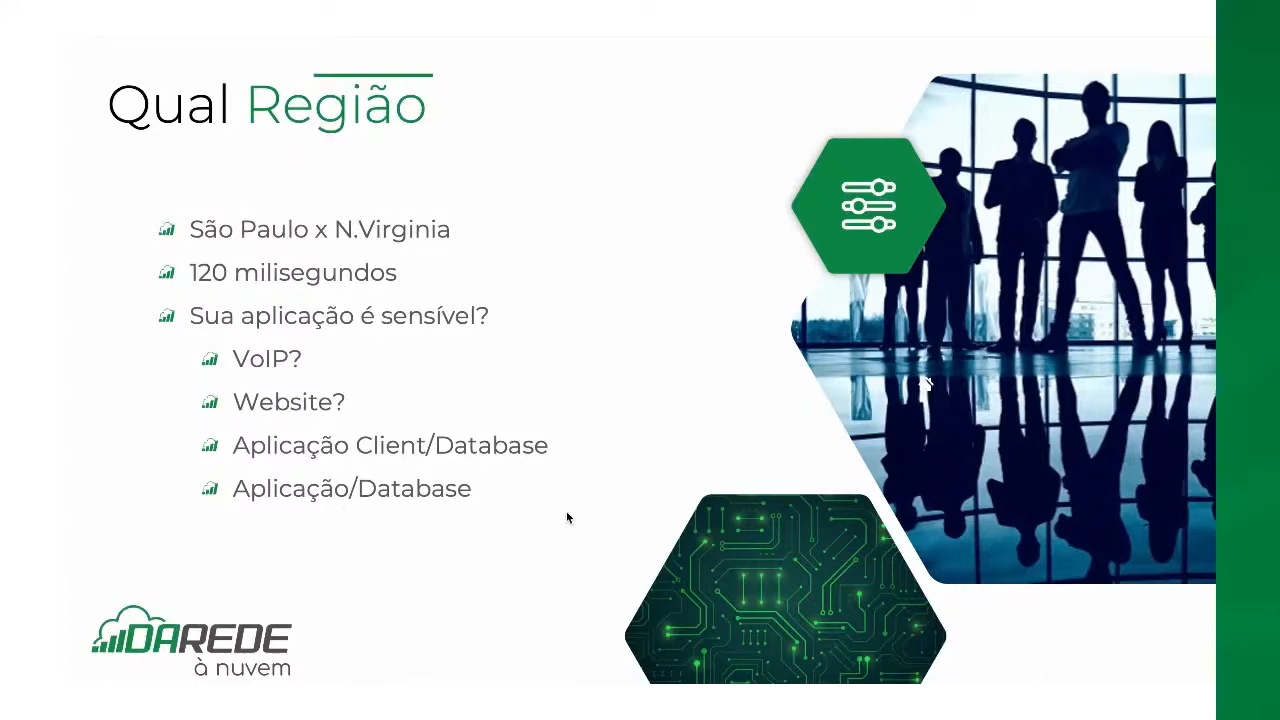 Qual Região
São Paulo x N.Virginia
120 milisegundos
Sua aplicação é sensível?
VoIP?
Website?
Aplicação Client/Database
Aplicação/Database
DAREDE
à nuvem